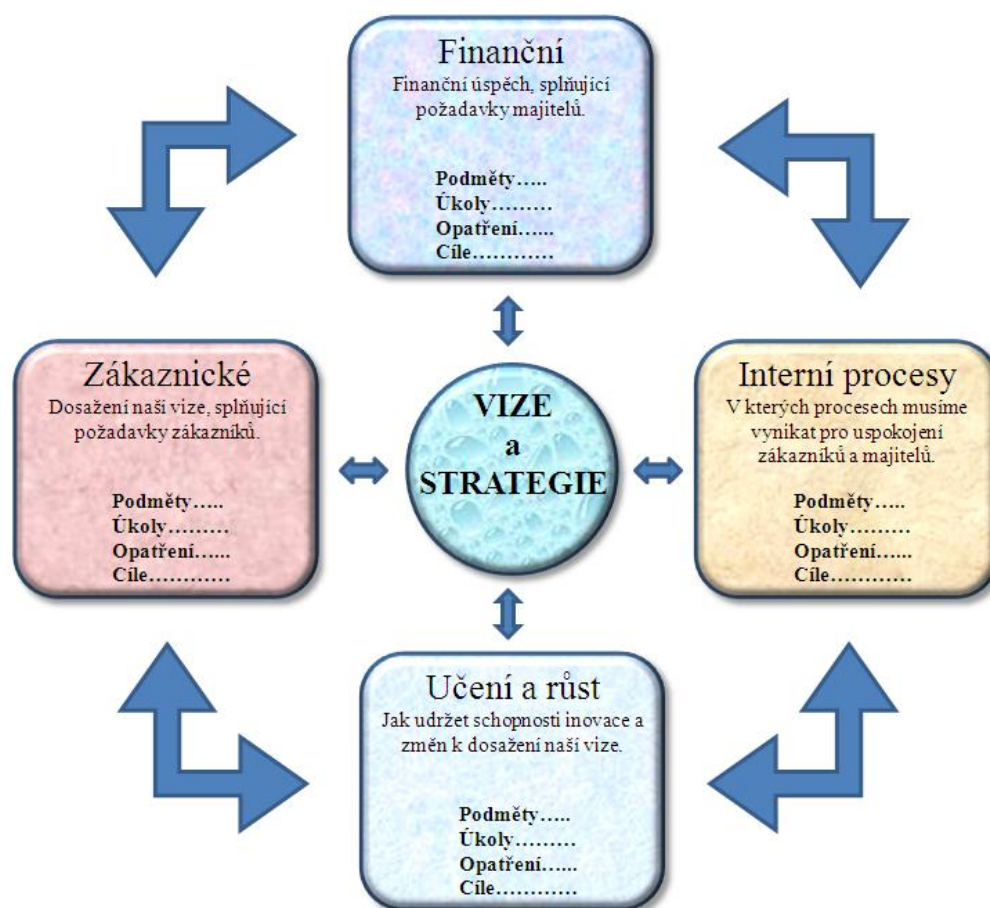 Finanční
Finanční úspěch, splňující
požadavky majitelů.
Podměty…..
Úkoly………
Opatření…...
Cíle…………
Zákaznické
Dosažení naší vize, splňující
požadavky zákazníků.
Podměty…..
Úkoly………
Opatření…...
Cíle…………
VIZE
a
STRATEGIE
Interní procesy
V kterých procesech musíme
vynikat pro uspokojení
zákazníků a majitelů.
Podměty…..
Úkoly………
Opatření…...
Cíle…………
Učení a růst
Jak udržet schopnosti inovace a
změn k dosažení naší vize.
Podměty…..
Úkoly………
Opatření…...
Cíle…………